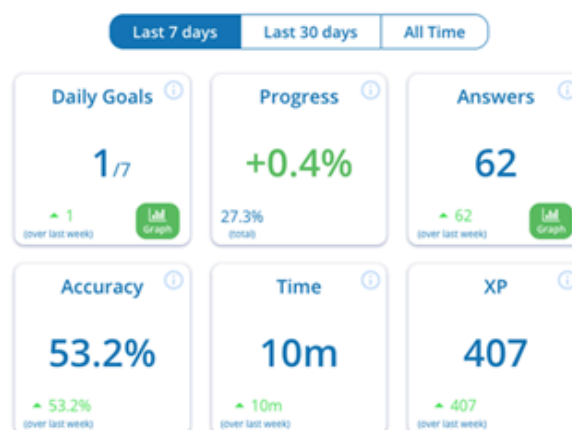 Last 7 days
Last 30 days
All Time
Daily Goals
1/7
1
(over last week)
Graph
Progress
+0.4%
27.3%
(total)
Answers
62
62
(over last week)
Graph
Accuracy
53.2%
53.2%
(over last week)
Time
10m
10m
(over last week)
XP
407
407
(over last week)